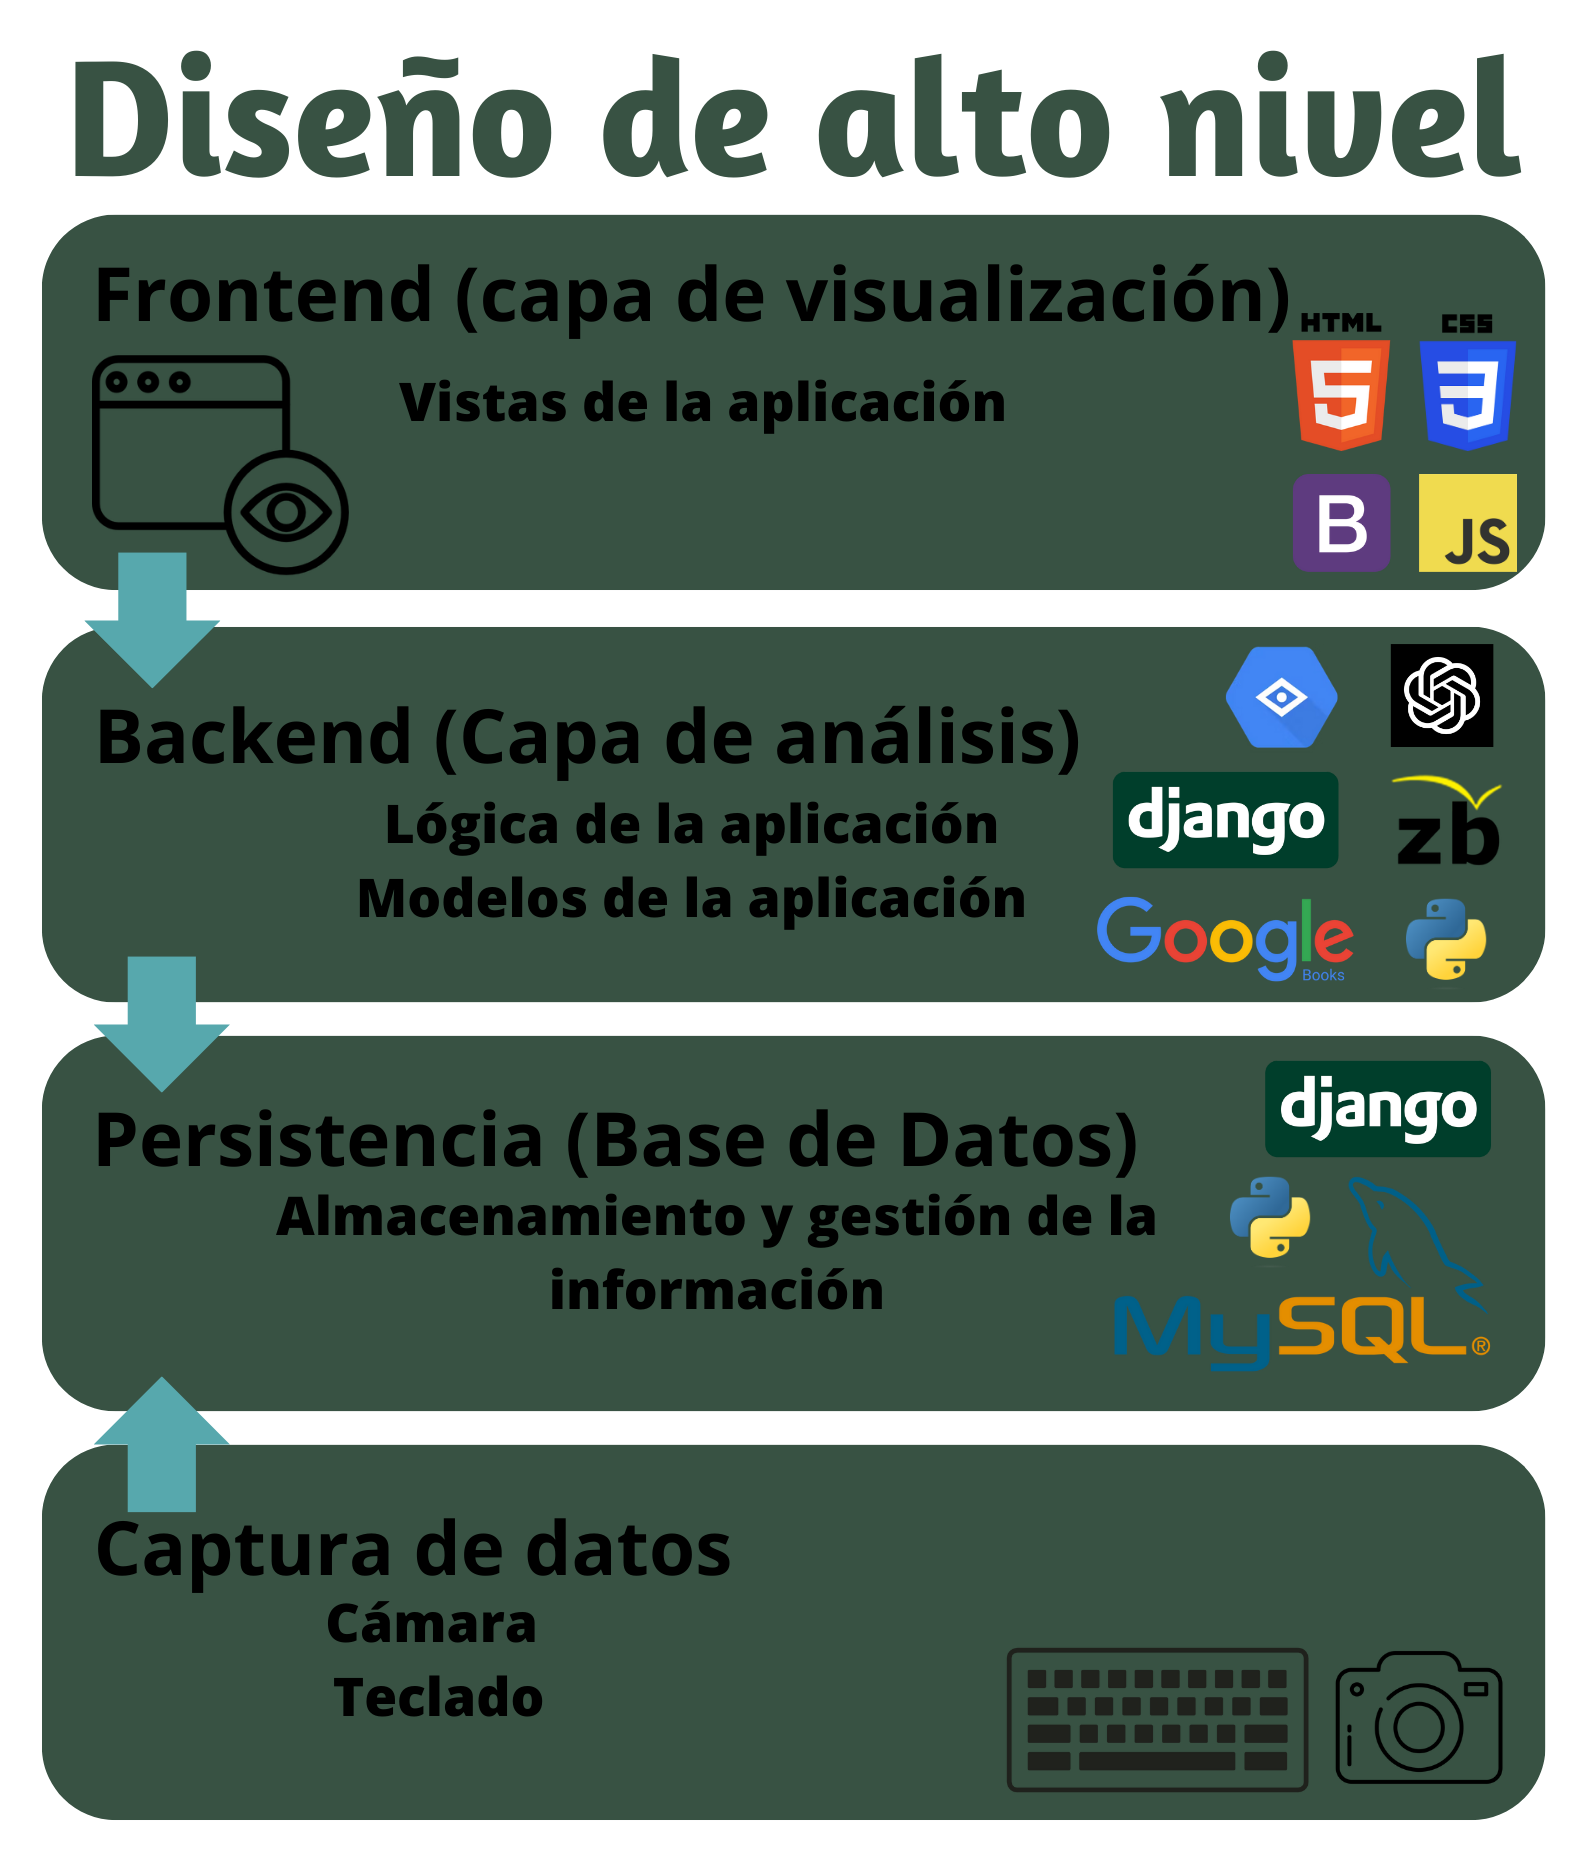 Diseño de alto nivel
Frontend (capa de visualización)
HTML
CSS
Vistas de la aplicación
B
JS
Backend (Capa de análisis)
Lógica de la aplicación
django
zb
Modelos de la aplicación
Google
Books
Persistencia (Base de Datos)
django
Almacenamiento y gestión de la
información
MySQL®
Captura de datos
Cámara
Teclado